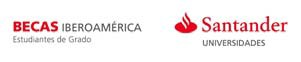 BECAS IBEROAMÉRICA
Estudiantes de Grado
Santander
UNIVERSIDADES